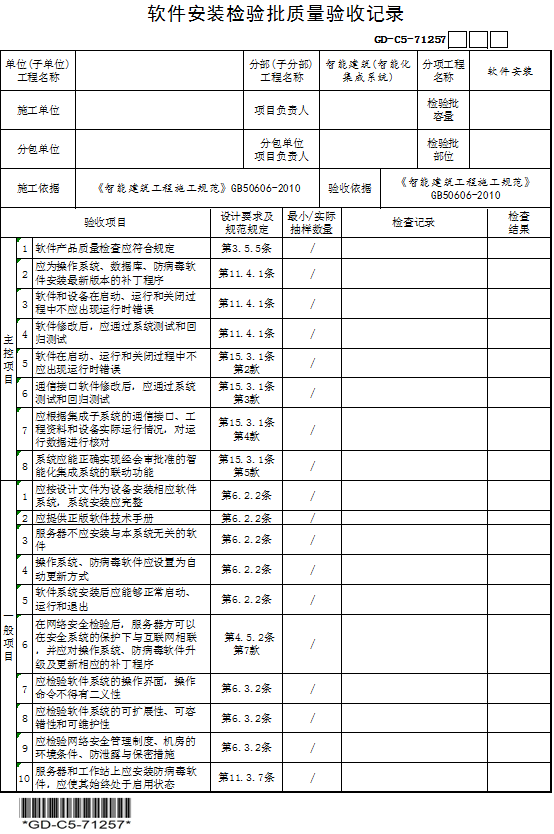 软件安装检验批质量验收记录
GD-C5-71257
单位(子单位)
工程名称
分部(子分部)
工程名称
智能建筑(智能化
集成系统)
分项工程
名称
软件安装
施工单位
项目负责人
检验批
容量
分包单位
分包单位
项目负责人
检验批
部位
施工依据
《智能建筑工程施工规范》GB50606-2010
验收依据
《智能建筑工程施工规范》
GB50606-2010
验收项目
设计要求及
规范规定
最小/实际
抽样数量
检查记录
检查
结果
主控项目
1 软件产品质量检查应符合规定 第3.5.5条 /
2 应为操作系统、数据库、防病毒软
件安装最新版本的补丁程序 第11.4.1条 /
3 软件和设备在启动、运行和关闭过
程中不应出现运行时错误 第11.4.1条 /
4 软件修改后，应通过系统测试和回
归测试 第11.4.1条 /
5 软件在启动、运行和关闭过程中不
应出现运行时错误 第15.3.1条
第2款 /
6 通信接口软件修改后，应通过系统
测试和回归测试 第15.3.1条
第3款 /
7 应根据集成子系统的通信接口、工
程资料和设备实际运行情况，对运
行数据进行核对 第15.3.1条
第4款 /
8 系统应能正确实现经会审批准的智
能化集成系统的联动功能 第15.3.1条
第5款 /
一般项目
1 应按设计文件为设备安装相应软件
系统，系统安装应完整 第6.2.2条 /
2 应提供正版软件技术手册 第6.2.2条 /
3 服务器不应安装与本系统无关的软
件 第6.2.2条 /
4 操作系统、防病毒软件应设置为自
动更新方式 第6.2.2条 /
5 软件系统安装后应能够正常启动、
运行和退出 第6.2.2条 /
6 在网络安全检验后，服务器方可以
在安全系统的保护下与互联网相联
，并应对操作系统、防病毒软件升
级及更新相应的补丁程序 第4.5.2条
第7款 /
7 应检验软件系统的操作界面，操作
命令不得有二义性 第6.3.2条 /
8 应检验软件系统的可扩展性、可容
错性和可维护性 第6.3.2条 /
9 应检验网络安全管理制度、机房的
环境条件、防泄露与保密措施 第6.3.2条 /
10 服务器和工作站上应安装防病毒软
件，应使其始终处于启用状态 第11.3.7条 /
*GD-C5-71257*